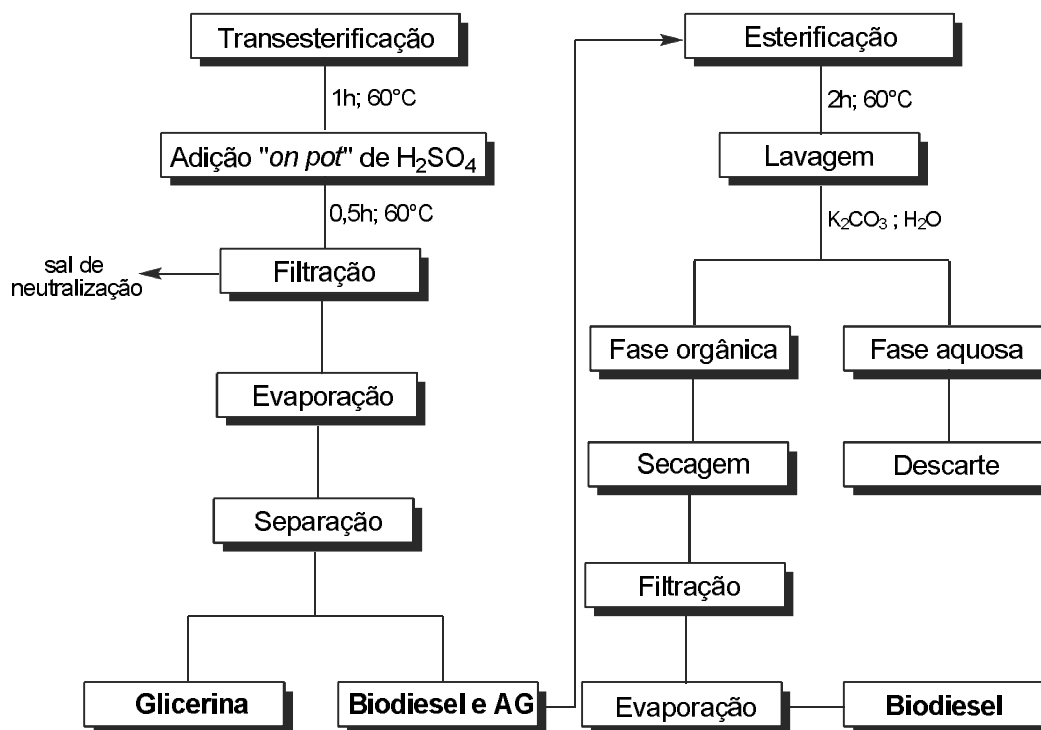 Transesterificação
1h; 60°C
Adição "on pot" de H₂SO₄
0,5h; 60°C
Filtração
sal de
neutralização
Evaporação
Separação
Glicerina
Biodiesel e AG
Esterificação
2h; 60°C
Lavagem
K₂CO₃ ; H₂O
Fase orgânica
Fase aquosa
Secagem
Descarte
Filtração
Evaporação
Biodiesel